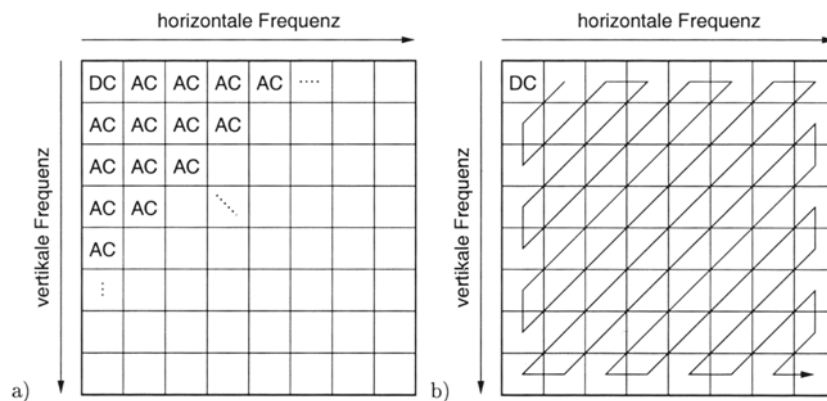 horizontale Frequenz
vertikale Frequenz
DC AC AC AC AC ....
AC AC AC AC
AC AC AC
AC AC
AC
a)
horizontale Frequenz
vertikale Frequenz
DC
b)